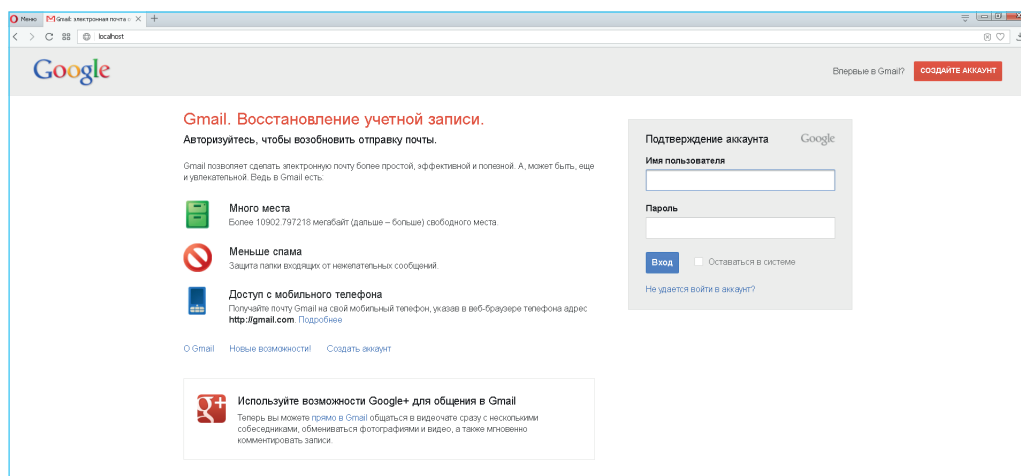 Меню Gmail: электронная почта о
localhost
Google
Впервые в Gmail? СОЗДАЙТЕ АККАУНТ
Gmail. Восстановление учетной записи.
Авторизуйтесь, чтобы возобновить отправку почты.
Gmail позволяет сделать электронную почту более простой, эффективной и полезной. А, может быть, еще
и увлекательной. Ведь в Gmail есть:
Много места
Более 10902.797218 мегабайт (дальше – больше) свободного места.
Меньше спама
Защита папки входящих от нежелательных сообщений.
Доступ с мобильного телефона
Получайте почту Gmail на свой мобильный телефон, указав в веб-браузере телефона адрес
http://gmail.com. Подробнее
О Gmail Новые возможности! Создать аккаунт
g+
Используйте возможности Google+ для общения в Gmail
Теперь вы можете прямо в Gmail общаться в видеочате сразу с несколькими
собеседниками, обмениваться фотографиями и видео, а также мгновенно
комментировать записи.
Подтверждение аккаунта Google
Имя пользователя
Пароль
Вход Оставаться в системе
Не удается войти в аккаунт?